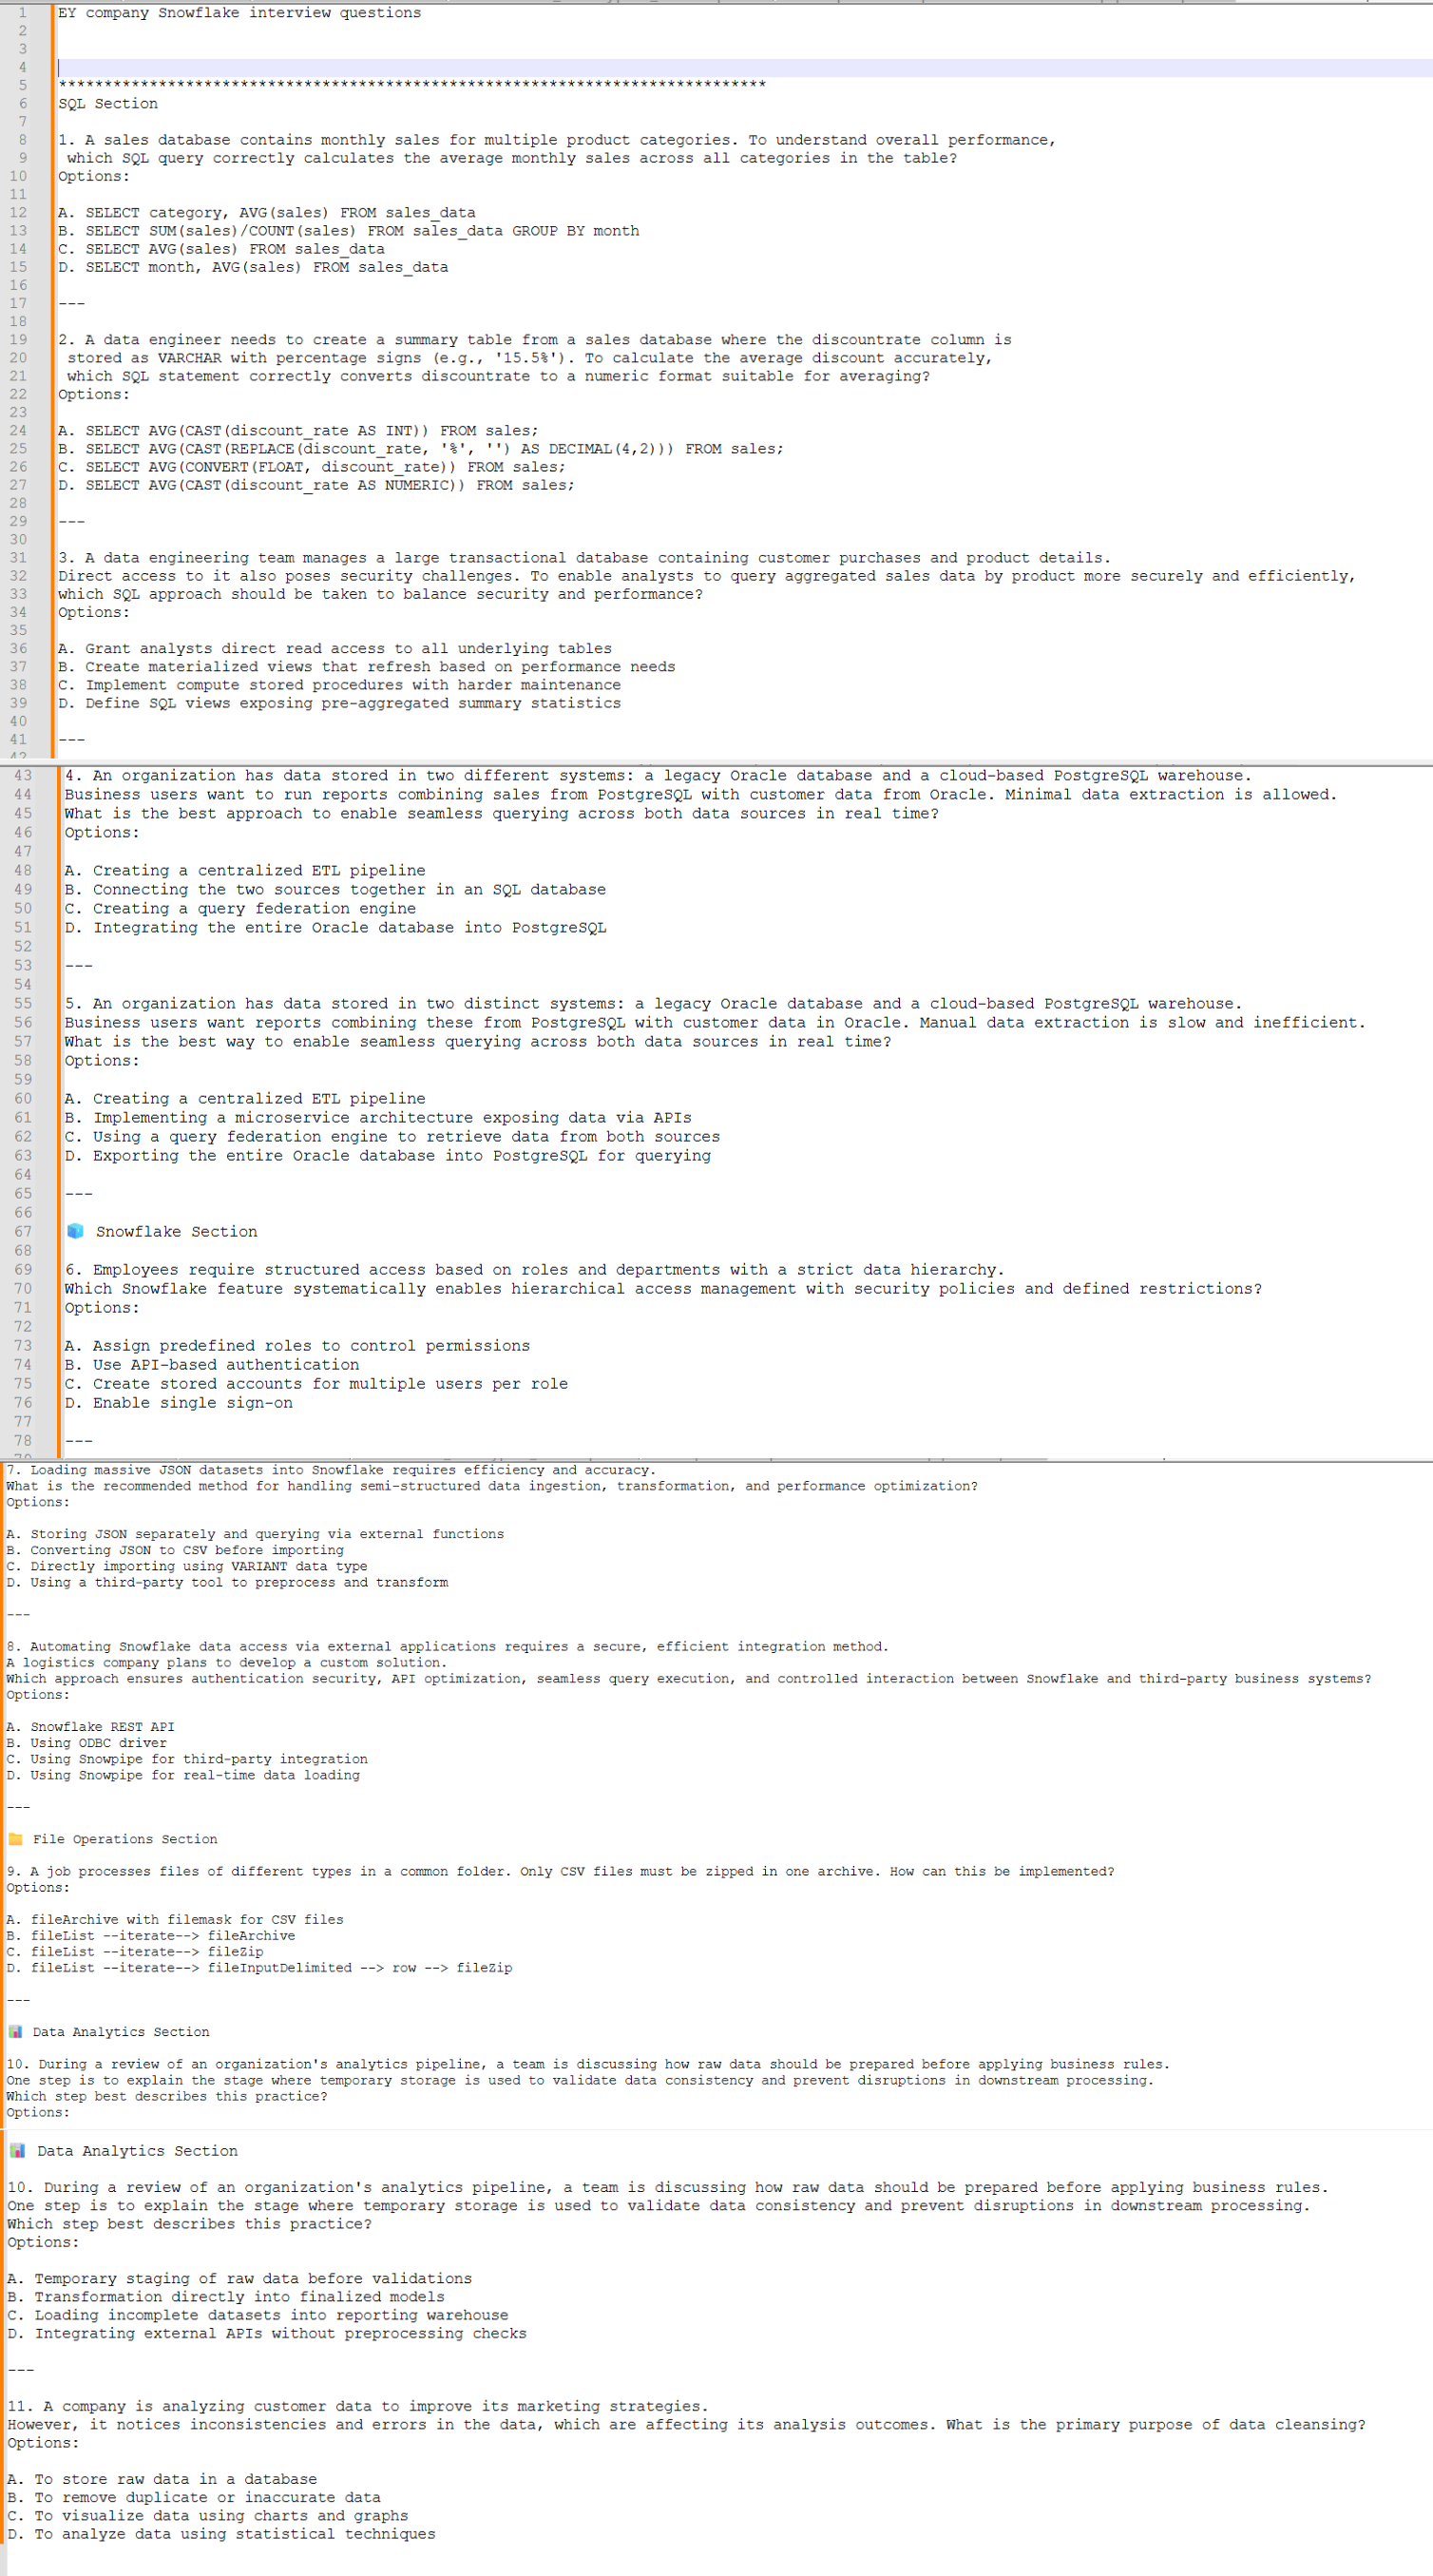 1 EY company Snowflake interview questions
2
3
4
5 ******************************************************************************
6 SQL Section
7
8 1. A sales database contains monthly sales for multiple product categories. To understand overall performance,
9 which SQL query correctly calculates the average monthly sales across all categories in the table?
10 Options:
11
12 A. SELECT category, AVG(sales) FROM sales_data
13 B. SELECT SUM(sales)/COUNT(sales) FROM sales_data GROUP BY month
14 C. SELECT AVG(sales) FROM sales_data
15 D. SELECT month, AVG(sales) FROM sales_data
16
17 ---
18
19 2. A data engineer needs to create a summary table from a sales database where the discountrate column is
20 stored as VARCHAR with percentage signs (e.g., '15.5%'). To calculate the average discount accurately,
21 which SQL statement correctly converts discountrate to a numeric format suitable for averaging?
22 Options:
23
24 A. SELECT AVG(CAST(discount_rate AS INT)) FROM sales;
25 B. SELECT AVG(CAST(REPLACE(discount_rate, '%', '') AS DECIMAL(4,2))) FROM sales;
26 C. SELECT AVG(CONVERT(FLOAT, discount_rate)) FROM sales;
27 D. SELECT AVG(CAST(discount_rate AS NUMERIC)) FROM sales;
28
29 ---
30
31 3. A data engineering team manages a large transactional database containing customer purchases and product details.
32 Direct access to it also poses security challenges. To enable analysts to query aggregated sales data by product more securely and efficiently,
33 which SQL approach should be taken to balance security and performance?
34 Options:
35
36 A. Grant analysts direct read access to all underlying tables
37 B. Create materialized views that refresh based on performance needs
38 C. Implement compute stored procedures with harder maintenance
39 D. Define SQL views exposing pre-aggregated summary statistics
40
41 ---
42
43 4. An organization has data stored in two different systems: a legacy Oracle database and a cloud-based PostgreSQL warehouse.
44 Business users want to run reports combining sales from PostgreSQL with customer data from Oracle. Minimal data extraction is allowed.
45 What is the best approach to enable seamless querying across both data sources in real time?
46 Options:
47
48 A. Creating a centralized ETL pipeline
49 B. Connecting the two sources together in an SQL database
50 C. Creating a query federation engine
51 D. Integrating the entire Oracle database into PostgreSQL
52
53 ---
54
55 5. An organization has data stored in two distinct systems: a legacy Oracle database and a cloud-based PostgreSQL warehouse.
56 Business users want reports combining these from PostgreSQL with customer data in Oracle. Manual data extraction is slow and inefficient.
57 What is the best way to enable seamless querying across both data sources in real time?
58 Options:
59
60 A. Creating a centralized ETL pipeline
61 B. Implementing a microservice architecture exposing data via APIs
62 C. Using a query federation engine to retrieve data from both sources
63 D. Exporting the entire Oracle database into PostgreSQL for querying
64
65 ---
66
67 Snowflake Section
68
69 6. Employees require structured access based on roles and departments with a strict data hierarchy.
70 Which Snowflake feature systematically enables hierarchical access management with security policies and defined restrictions?
71 Options:
72
73 A. Assign predefined roles to control permissions
74 B. Use API-based authentication
75 C. Create stored accounts for multiple users per role
76 D. Enable single sign-on
77
78 ---
7. Loading massive JSON datasets into Snowflake requires efficiency and accuracy.
What is the recommended method for handling semi-structured data ingestion, transformation, and performance optimization?
Options:
A. Storing JSON separately and querying via external functions
B. Converting JSON to CSV before importing
C. Directly importing using VARIANT data type
D. Using a third-party tool to preprocess and transform
---
8. Automating Snowflake data access via external applications requires a secure, efficient integration method.
A logistics company plans to develop a custom solution.
Which approach ensures authentication security, API optimization, seamless query execution, and controlled interaction between Snowflake and third-party business systems?
Options:
A. Snowflake REST API
B. Using ODBC driver
C. Using Snowpipe for third-party integration
D. Using Snowpipe for real-time data loading
---
File Operations Section
9. A job processes files of different types in a common folder. Only CSV files must be zipped in one archive. How can this be implemented?
Options:
A. fileArchive with filemask for CSV files
B. fileList --iterate--> fileArchive
C. fileList --iterate--> fileZip
D. fileList --iterate--> fileInputDelimited --> row --> fileZip
---
Data Analytics Section
10. During a review of an organization's analytics pipeline, a team is discussing how raw data should be prepared before applying business rules.
One step is to explain the stage where temporary storage is used to validate data consistency and prevent disruptions in downstream processing.
Which step best describes this practice?
Options:
Data Analytics Section
10. During a review of an organization's analytics pipeline, a team is discussing how raw data should be prepared before applying business rules.
One step is to explain the stage where temporary storage is used to validate data consistency and prevent disruptions in downstream processing.
Which step best describes this practice?
Options:
A. Temporary staging of raw data before validations
B. Transformation directly into finalized models
C. Loading incomplete datasets into reporting warehouse
D. Integrating external APIs without preprocessing checks
---
11. A company is analyzing customer data to improve its marketing strategies.
However, it notices inconsistencies and errors in the data, which are affecting its analysis outcomes. What is the primary purpose of data cleansing?
Options:
A. To store raw data in a database
B. To remove duplicate or inaccurate data
C. To visualize data using charts and graphs
D. To analyze data using statistical techniques